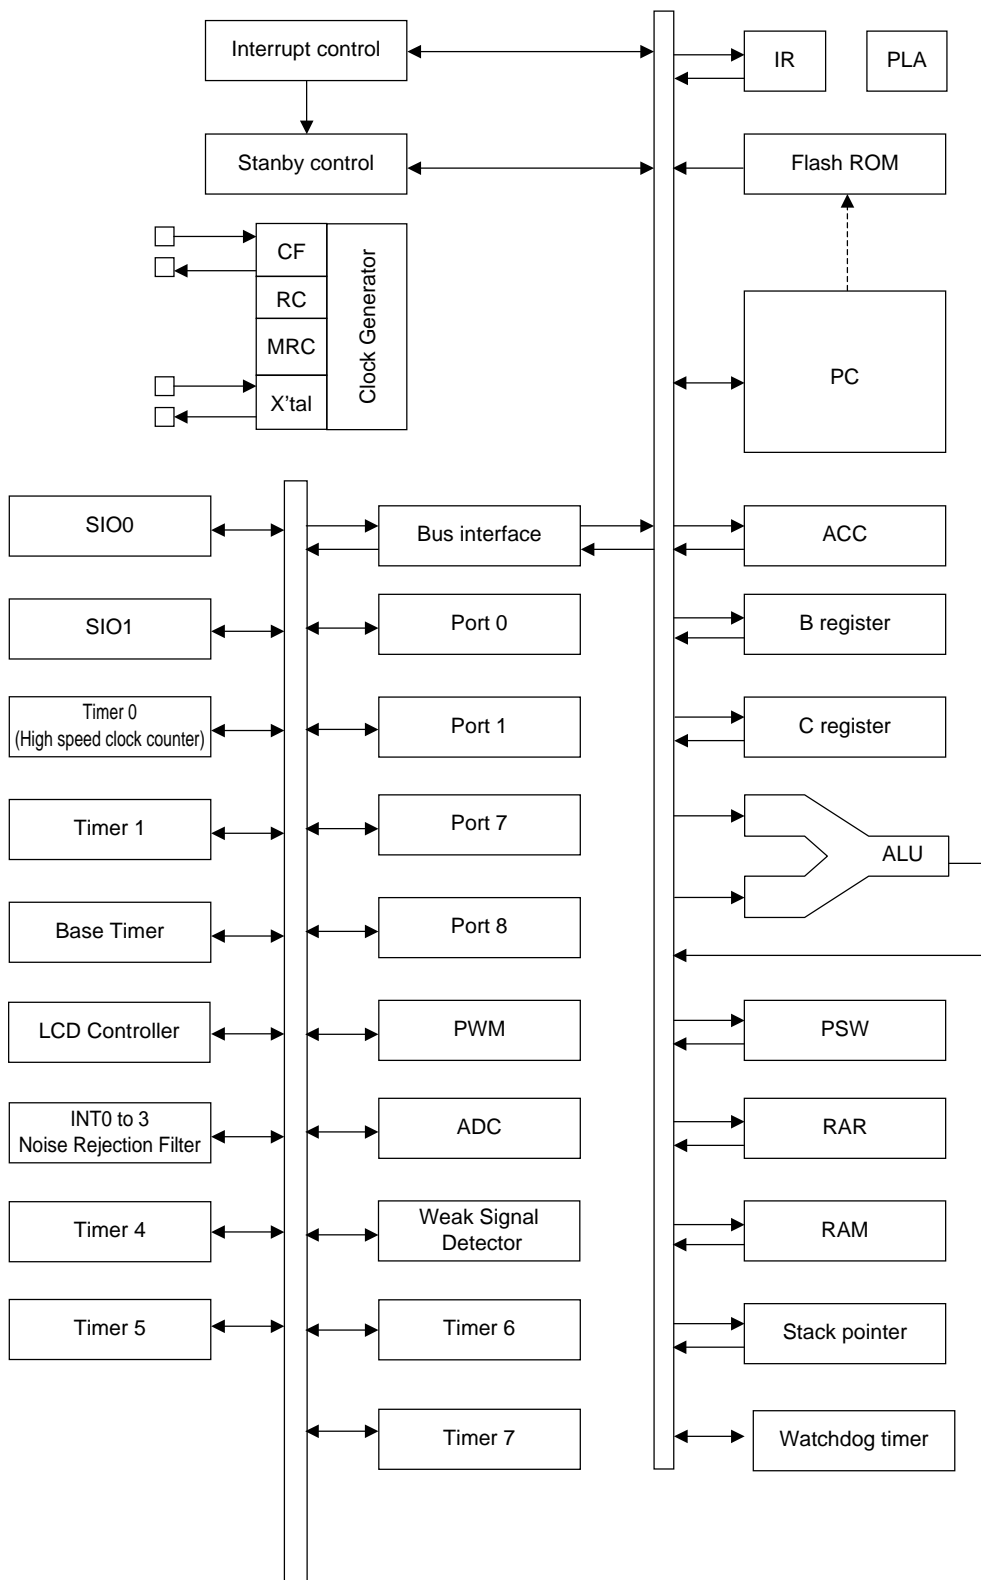 Interrupt control
IR
PLA
Stanby control
Flash ROM
CF
RC
MRC
X'tal
Clock Generator
PC
SIO0
Bus interface
ACC
SIO1
Port 0
B register
Timer 0
(High speed clock counter)
Port 1
C register
Timer 1
Port 7
ALU
Base Timer
Port 8
LCD Controller
PWM
PSW
INT0 to 3
Noise Rejection Filter
ADC
RAR
Timer 4
Weak Signal
Detector
RAM
Timer 5
Timer 6
Stack pointer
Timer 7
Watchdog timer